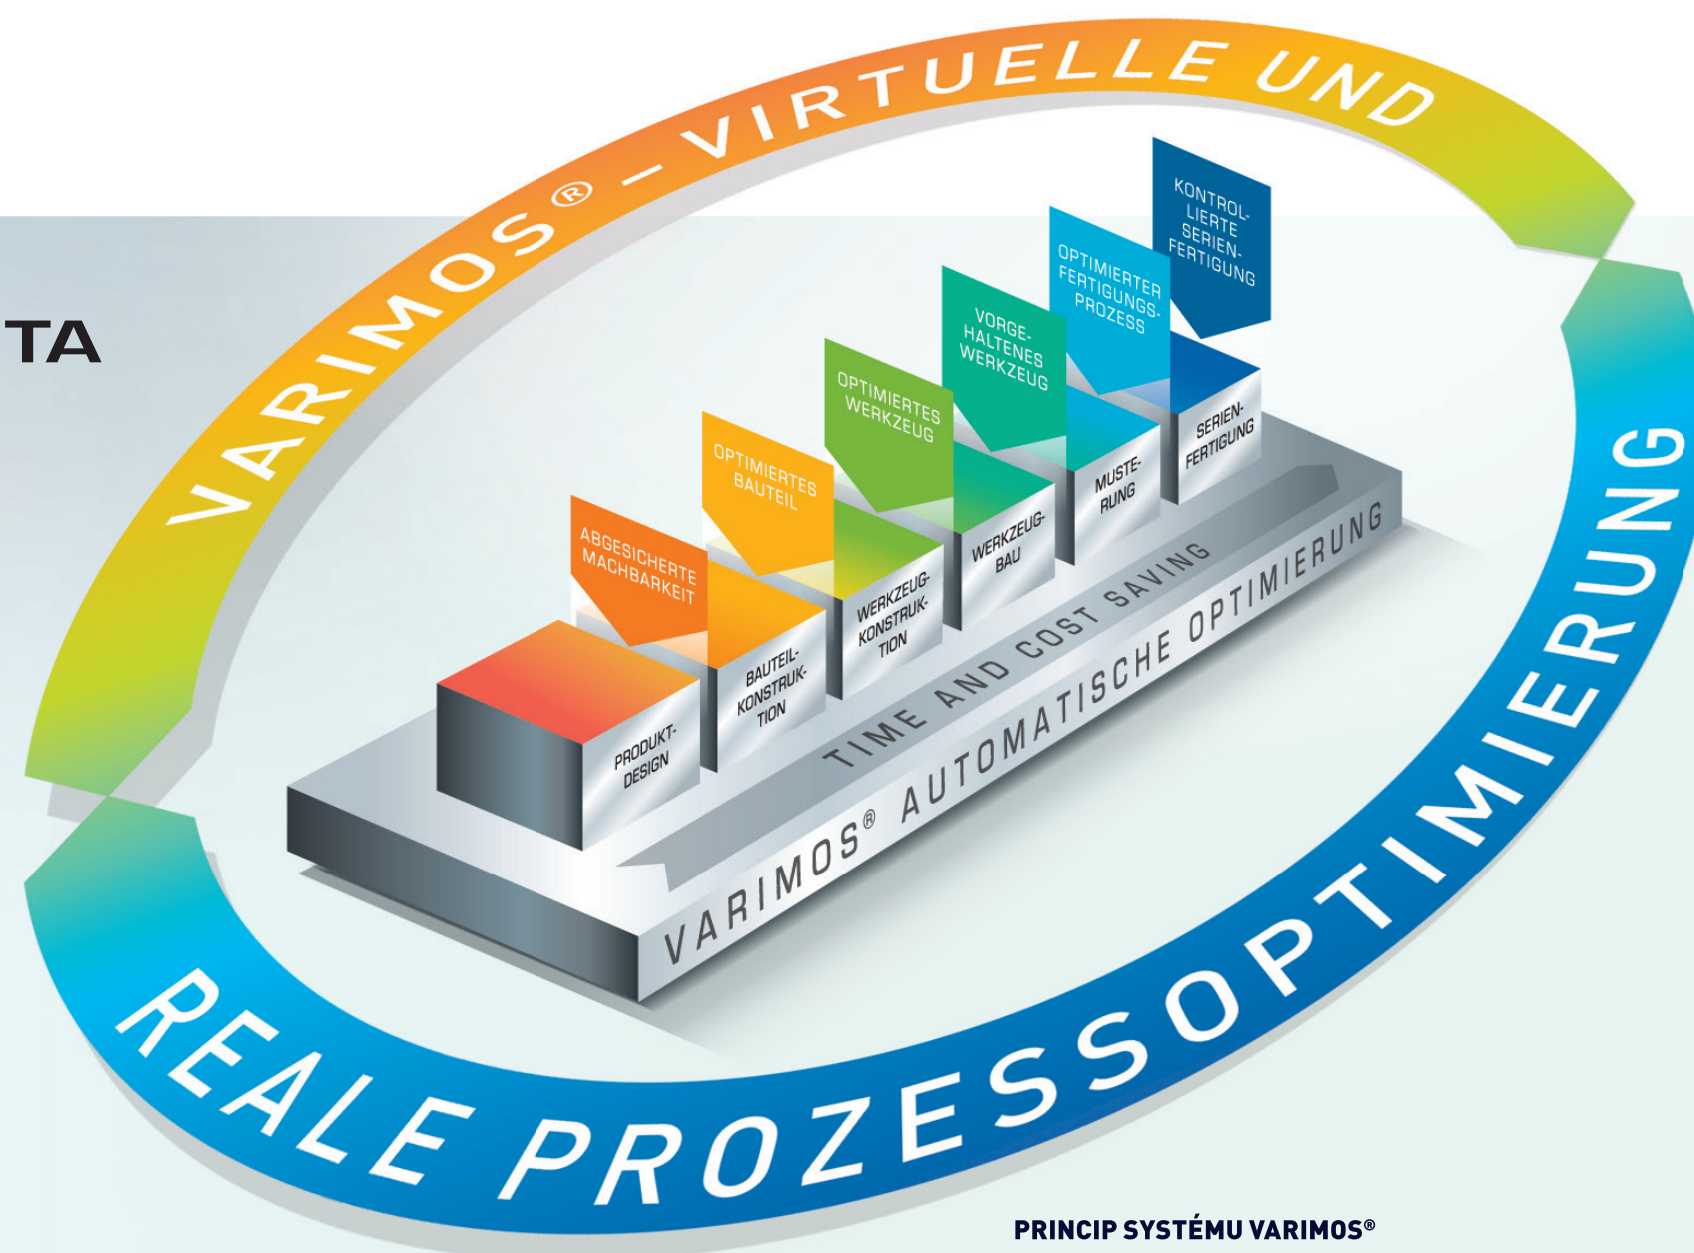 VARIMOS® – VIRTUELLE UND
REALE PROZESSOPTIMIERUNG
TA
KONTROL-
LIERTE
SERIEN-
FERTIGUNG
OPTIMIERTER
FERTIGUNGS-
PROZESS
VORGE-
HALTENES
WERKZEUG
OPTIMIERTES
WERKZEUG
OPTIMIERTES
BAUTEIL
ABGESICHERTE
MACHBARKEIT
PRODUKT-
DESIGN
BAUTEIL-
KONSTRUK-
TION
WERKZEUG-
KONSTRUK-
TION
WERKZEUG-
BAU
MUSTE-
RUNG
SERIEN-
FERTIGUNG
TIME AND COST SAVING
VARIMOS® AUTOMATISCHE OPTIMIERUNG
PRINCIP SYSTÉMU VARIMOS®